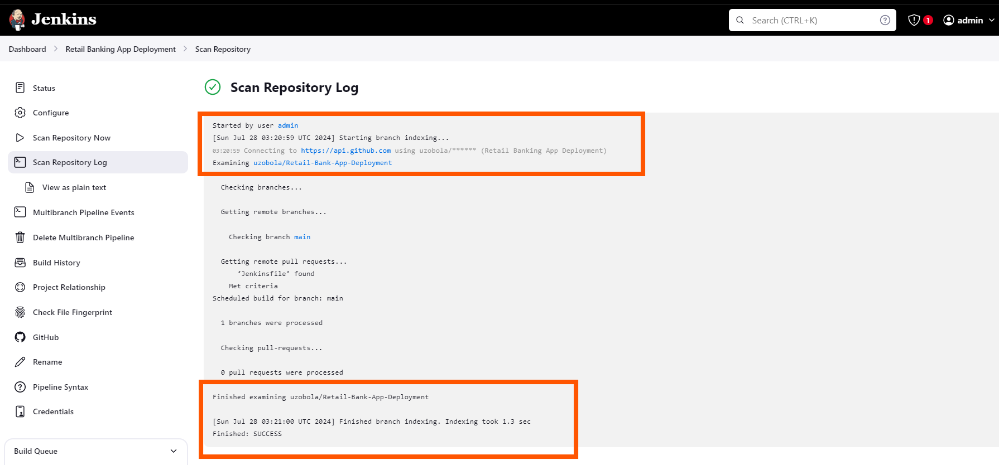 Jenkins
Search (CTRL+K)
1
admin
Dashboard > Retail Banking App Deployment > Scan Repository
Status
Configure
Scan Repository Now
Scan Repository Log
View as plain text
Multibranch Pipeline Events
Delete Multibranch Pipeline
Build History
Project Relationship
Check File Fingerprint
GitHub
Rename
Pipeline Syntax
Credentials
Build Queue
Scan Repository Log
Started by user admin
[Sun Jul 28 03:20:59 UTC 2024] Starting branch indexing...
03:20:59 Connecting to https://api.github.com using uzobola/****** (Retail Banking App Deployment)
Examining uzobola/Retail-Bank-App-Deployment
Checking branches...
Getting remote branches...
Checking branch main
Getting remote pull requests...
‘Jenkinsfile’ found
Met criteria
Scheduled build for branch: main
1 branches were processed
Checking pull-requests...
0 pull requests were processed
Finished examining uzobola/Retail-Bank-App-Deployment
[Sun Jul 28 03:21:00 UTC 2024] Finished branch indexing. Indexing took 1.3 sec
Finished: SUCCESS